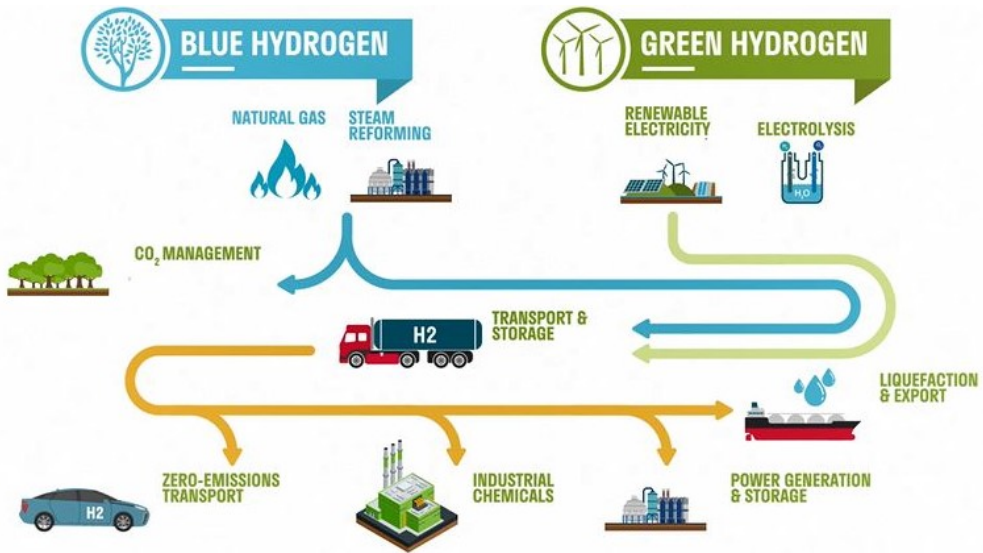 BLUE HYDROGEN
GREEN HYDROGEN
NATURAL GAS
STEAM
REFORMING
RENEWABLE
ELECTRICITY
ELECTROLYSIS
H₂O
CO₂ MANAGEMENT
H2
TRANSPORT &
STORAGE
LIQUEFACTION
& EXPORT
H2
ZERO-EMISSIONS
TRANSPORT
INDUSTRIAL
CHEMICALS
POWER GENERATION
& STORAGE